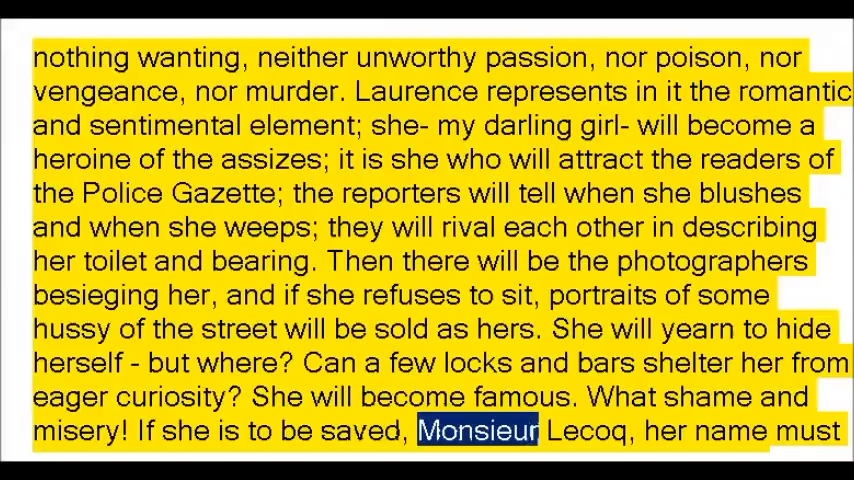 nothing wanting, neither unworthy passion, nor poison, nor
vengeance, nor murder. Laurence represents in it the romantic
and sentimental element; she- my darling girl- will become a
heroine of the assizes; it is she who will attract the readers of
the Police Gazette; the reporters will tell when she blushes
and when she weeps; they will rival each other in describing
her toilet and bearing. Then there will be the photographers
besieging her, and if she refuses to sit, portraits of some
hussy of the street will be sold as hers. She will yearn to hide
herself - but where? Can a few locks and bars shelter her from
eager curiosity? She will become famous. What shame and
misery! If she is to be saved, Monsieur Lecoq, her name must